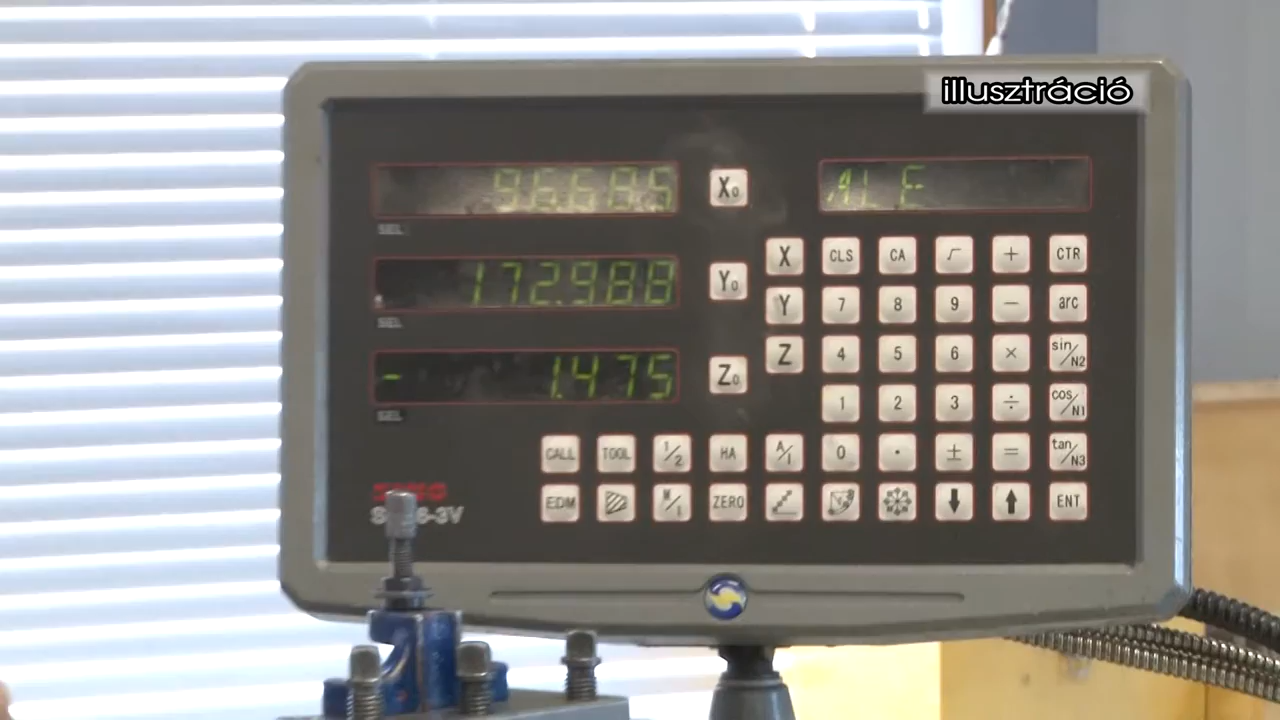 illusztráció
96.685
X₀
ALE
SEL
172.988
Y₀
SEL
- 1.475
Z₀
SEL
X CLS CA √ + CTR
Y 7 8 9 − arc
Z 4 5 6 × sin/N2
1 2 3 ÷ cos/N1
CALL TOOL 1/2 HA A/I 0 · ± = tan/N3
EDM M/I ZERO ENT